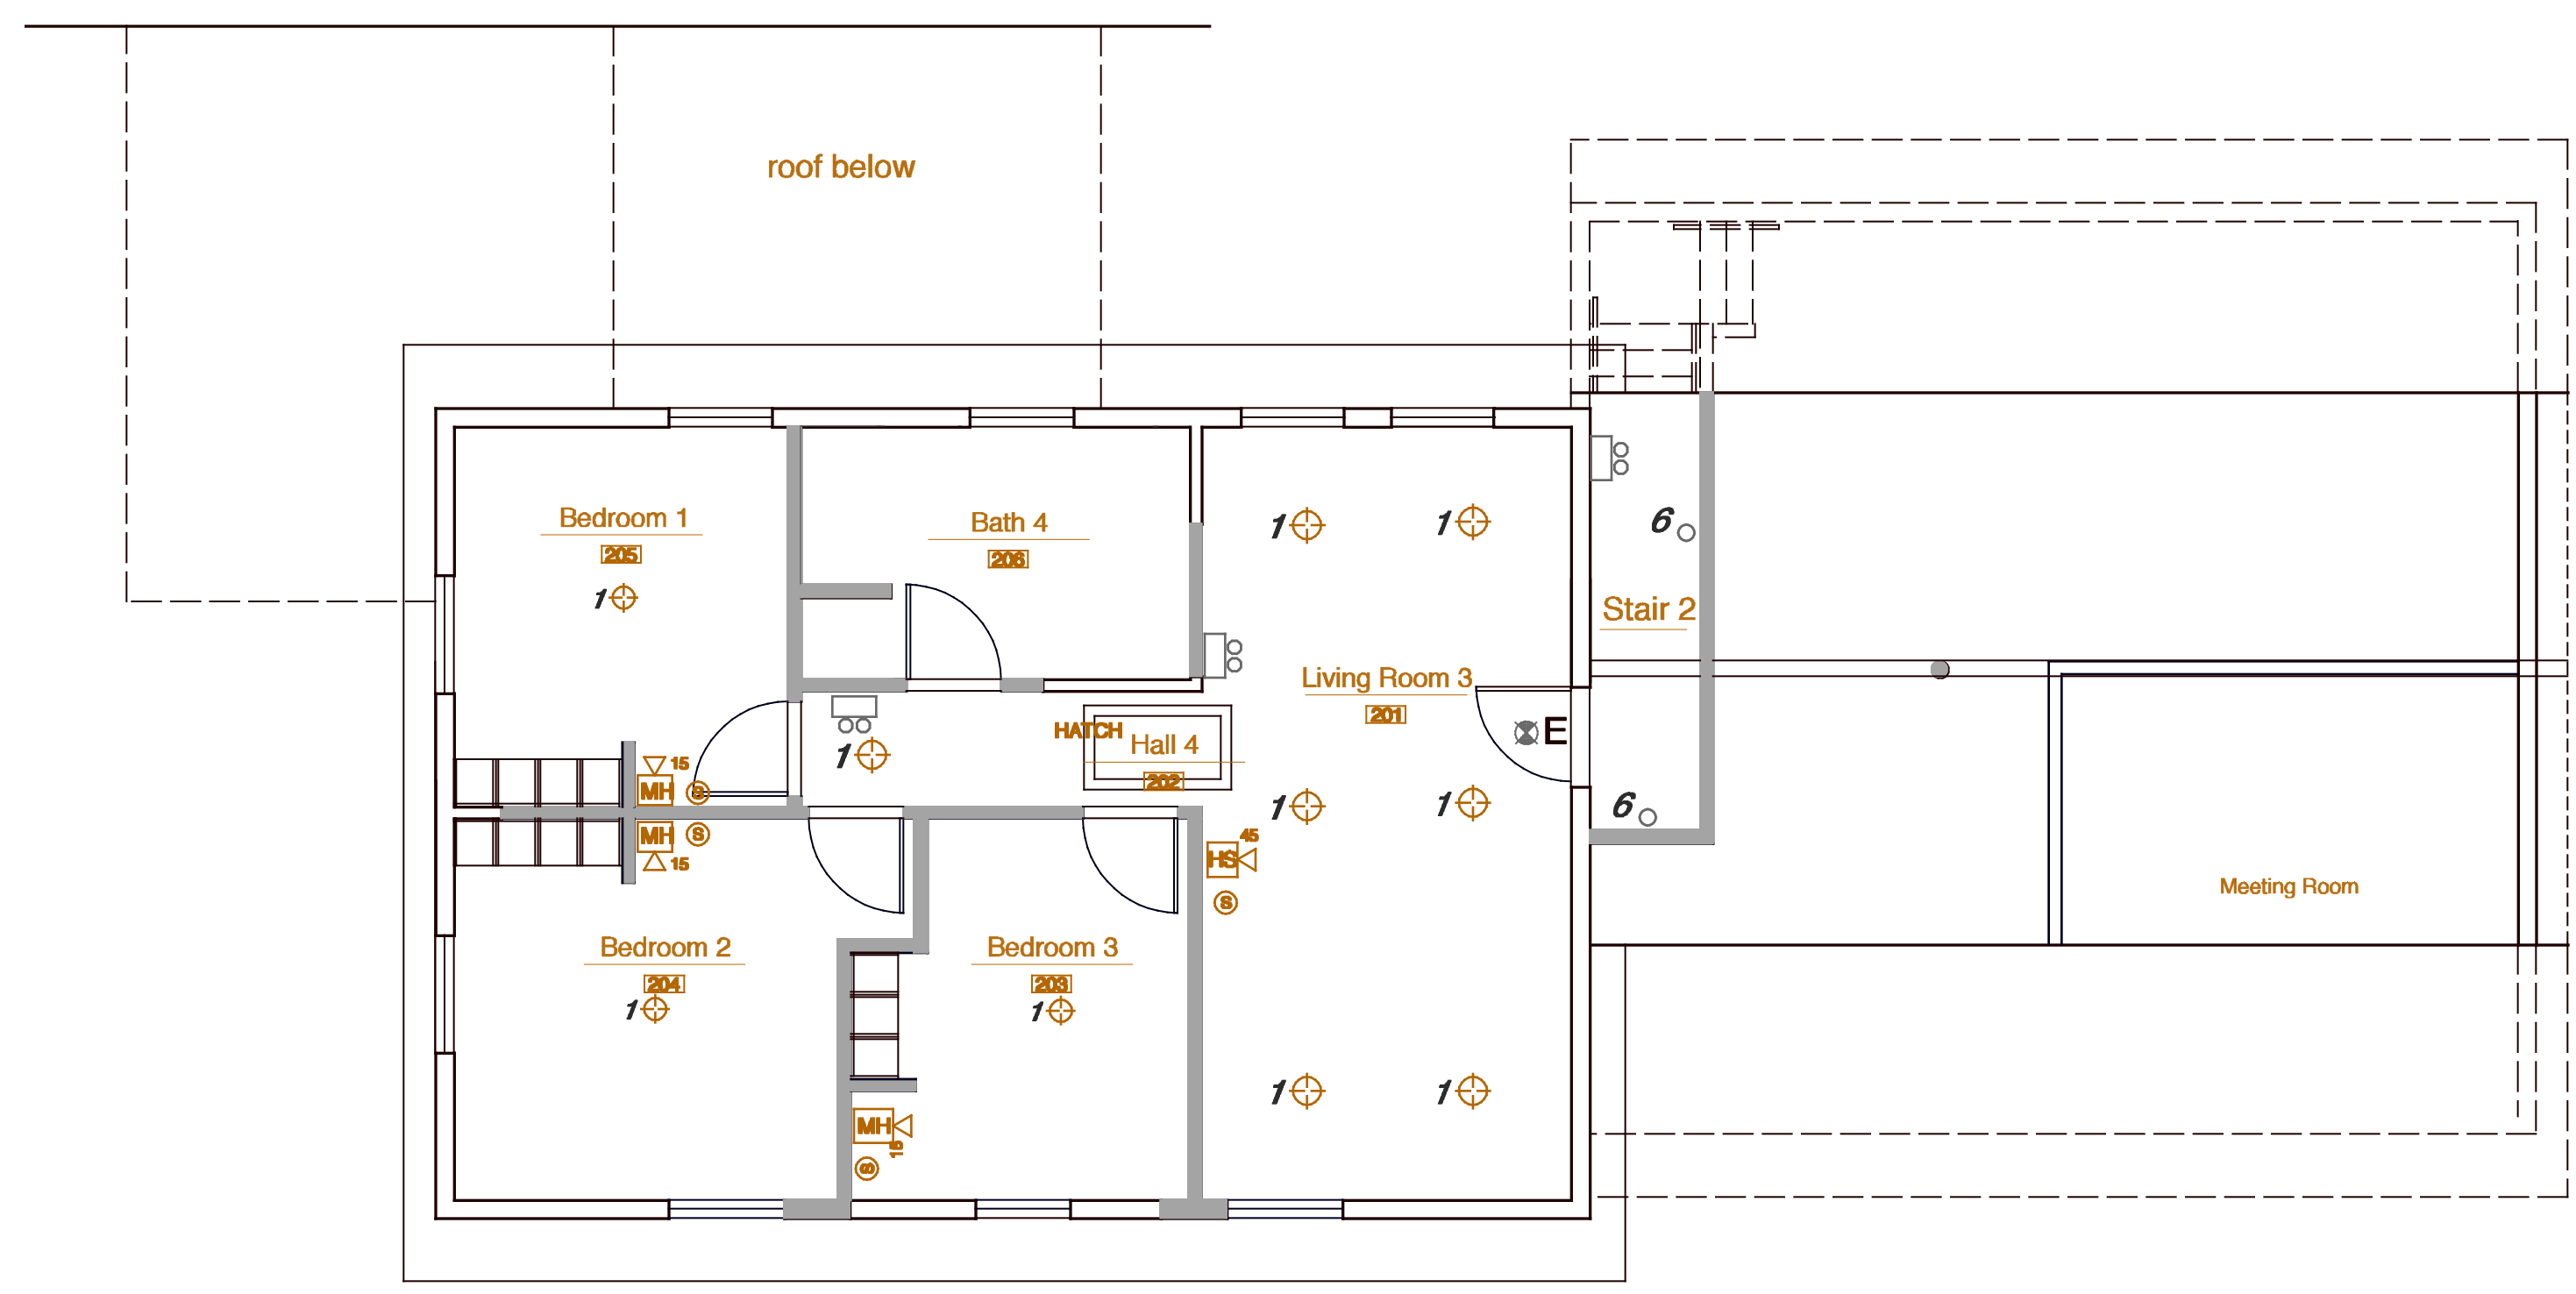 roof below
Bedroom 1
205
1
Bath 4
206
1
1
6
Stair 2
Living Room 3
201
E
HATCH
Hall 4
202
1
15
MH
S
MH
S
15
1
1
6
45
HS
S
Meeting Room
Bedroom 2
204
1
Bedroom 3
203
1
1
1
MH
15
S